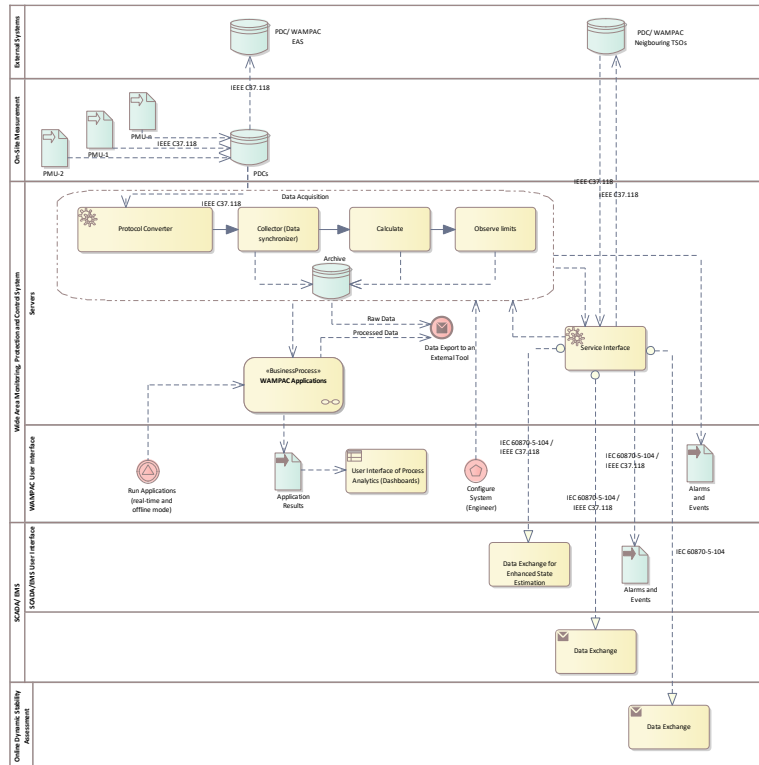 External Systems
PDC/ WAMPAC
EAS
PDC/ WAMPAC
Neigbouring TSOs
IEEE C37.118
On-Site Measurement
PMU-n
PMU-1
PMU-2
IEEE C37.118
PDCs
IEEE C37.118
IEEE C37.118
Wide Area Monitoring, Protection and Control System
Servers
Data Acquisition
IEEE C37.118
Protocol Converter
Collector (Data
synchronizer)
Calculate
Observe limits
Archive
Raw Data
Processed Data
Data Export to an
External Tool
Service Interface
«BusinessProcess»
WAMPAC Applications
WAMPAC User Interface
Run Applications
(real-time and
offline mode)
Application
Results
User Interface of Process
Analytics (Dashboards)
Configure
System
(Engineer)
IEC 60870-5-104 /
IEEE C37.118
IEC 60870-5-104 /
IEEE C37.118
IEC 60870-5-104 /
IEEE C37.118
Alarms
and
Events
SCADA/ EMS
SCADA/EMS User Interface
Data Exchange for
Enhanced State
Estimation
Alarms and
Events
IEC 60870-5-104
Data Exchange
Online Dynamic Stability
Assessment
Data Exchange